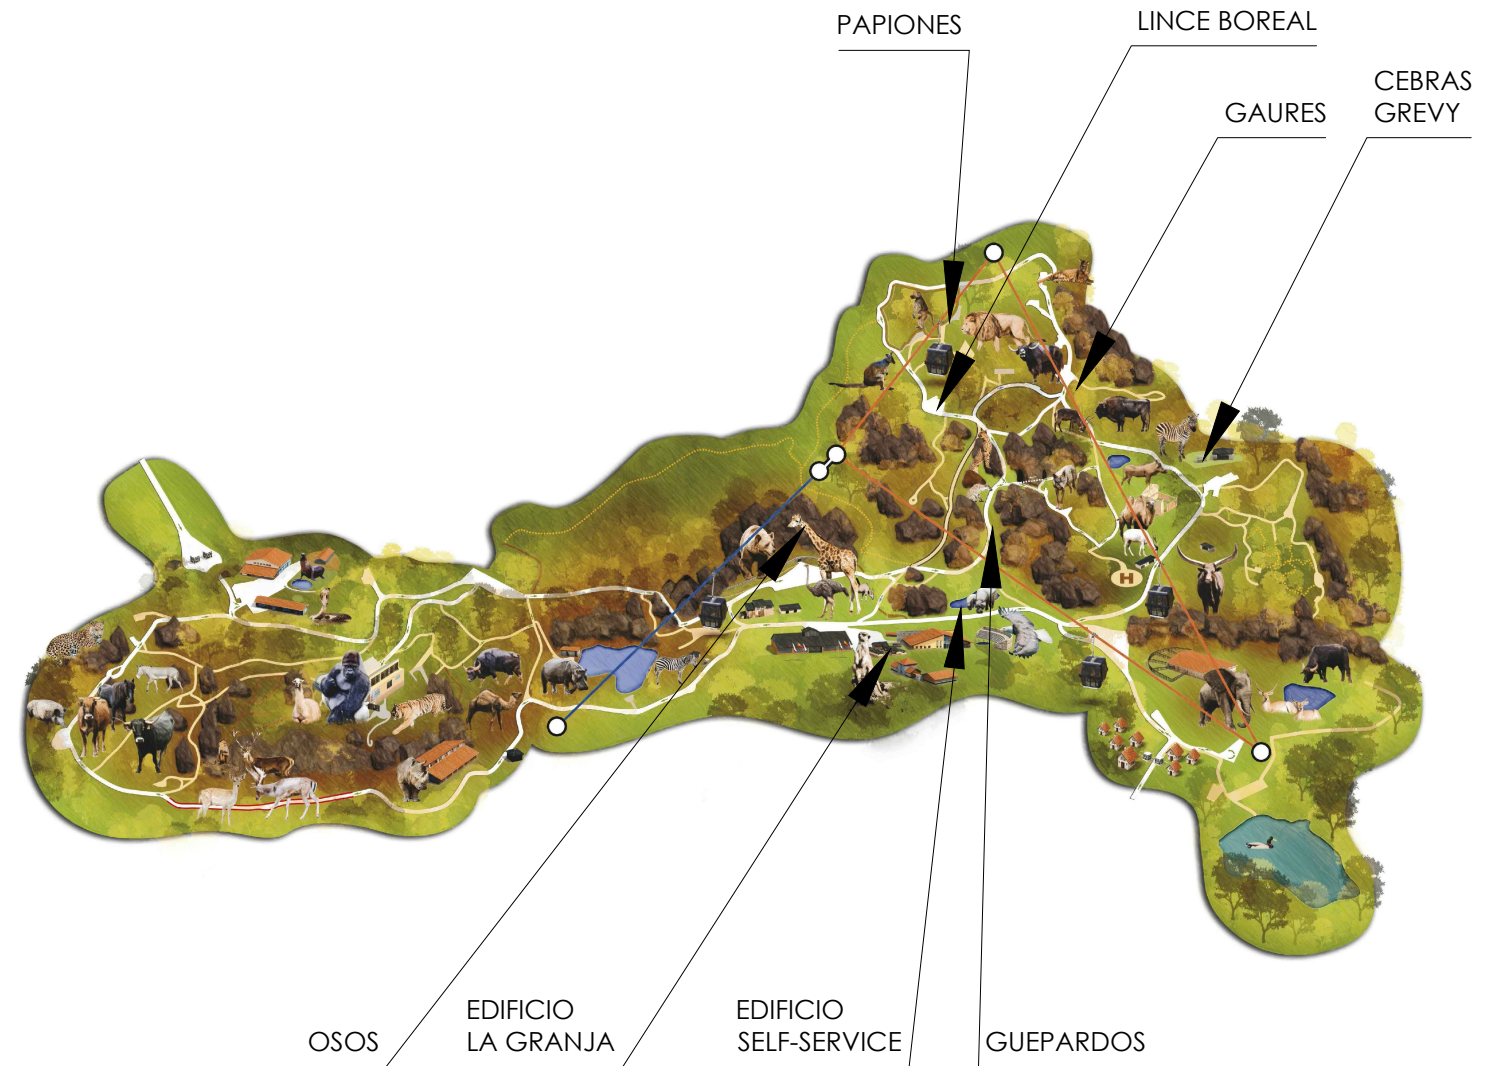 PAPIONES
LINCE BOREAL
CEBRAS
GREVY
GAURES
H
OSOS
EDIFICIO
LA GRANJA
EDIFICIO
SELF-SERVICE
GUEPARDOS